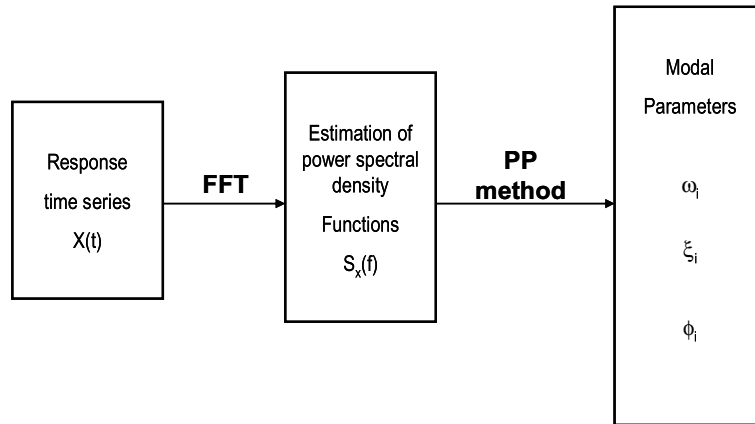 Response
time series
X(t)
FFT
Estimation of
power spectral
density
Functions
Sₓ(f)
PP
method
Modal
Parameters
ωᵢ
ξᵢ
ϕᵢ